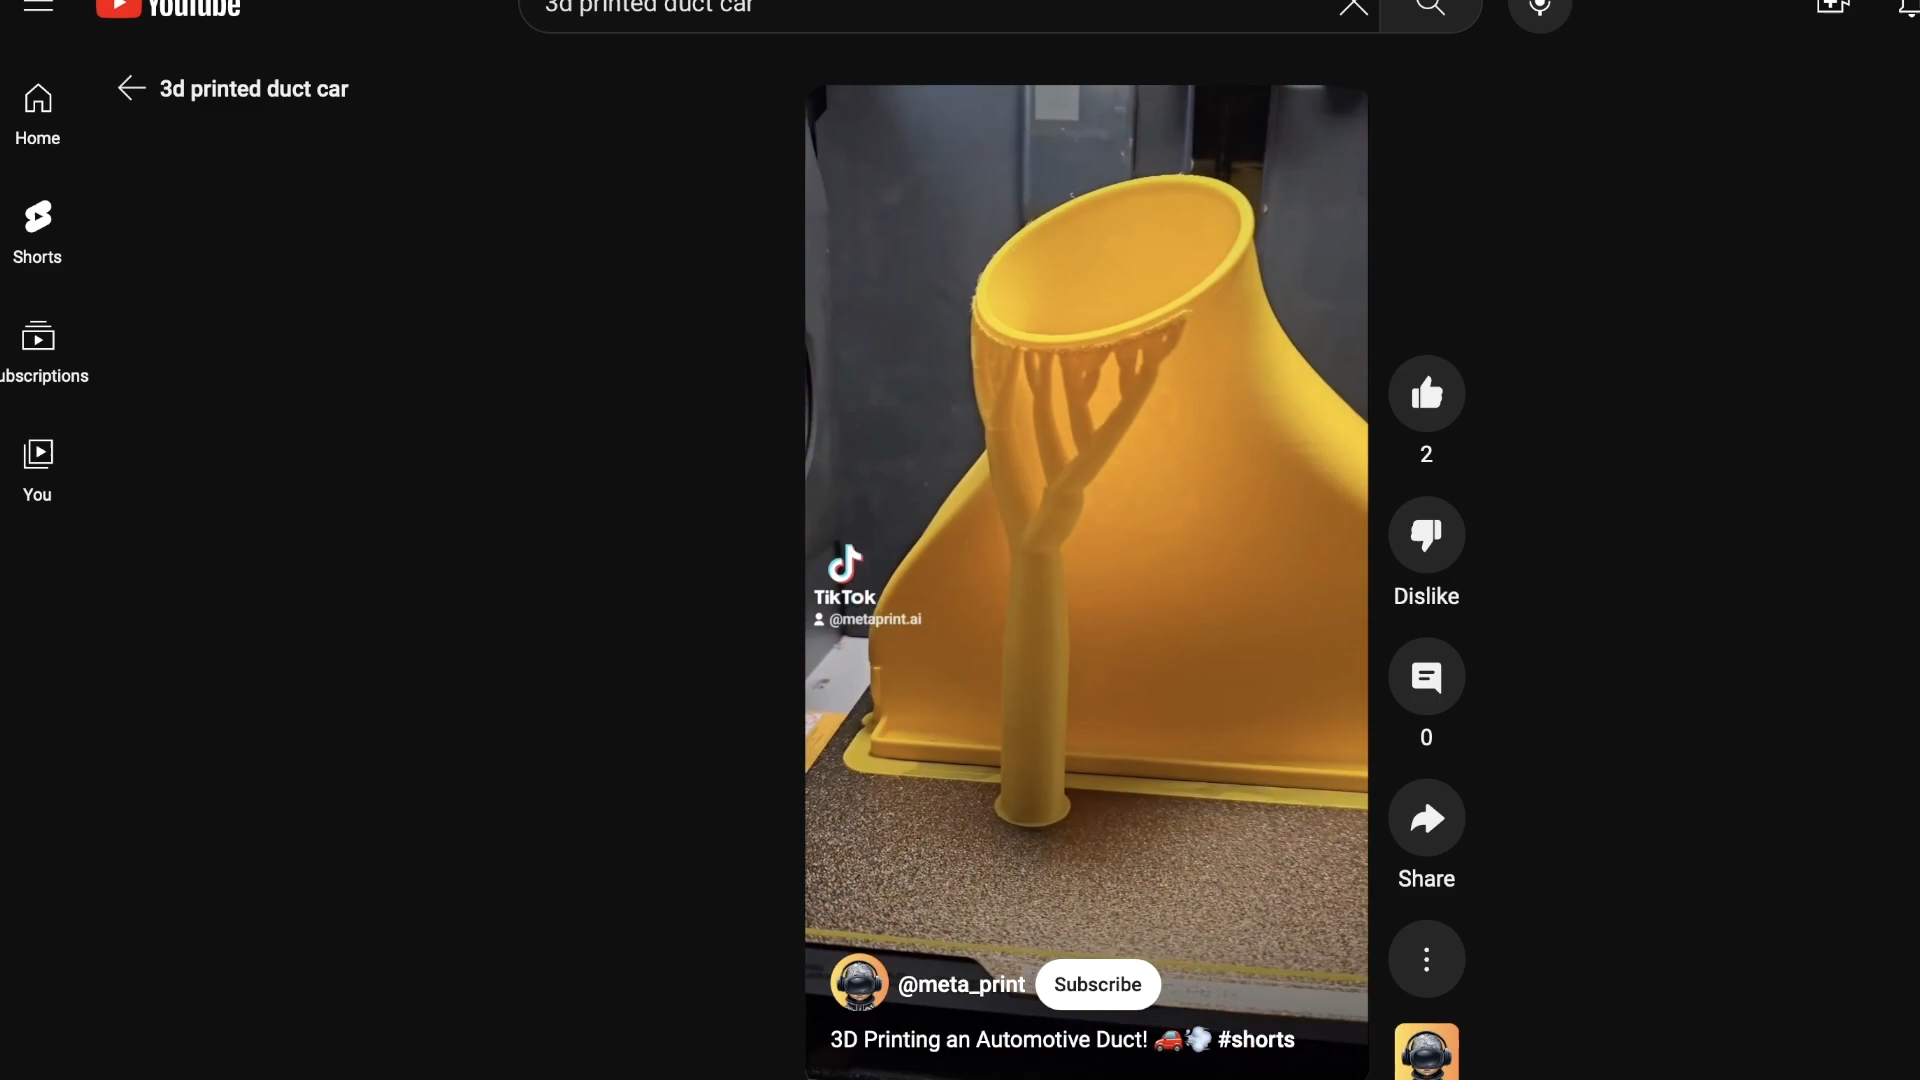 YouTube
3d printed duct car
3d printed duct car
Home
Shorts
ubscriptions
You
TikTok
@metaprint.ai
2
Dislike
0
Share
@meta_print
Subscribe
3D Printing an Automotive Duct! 🚗💨 #shorts